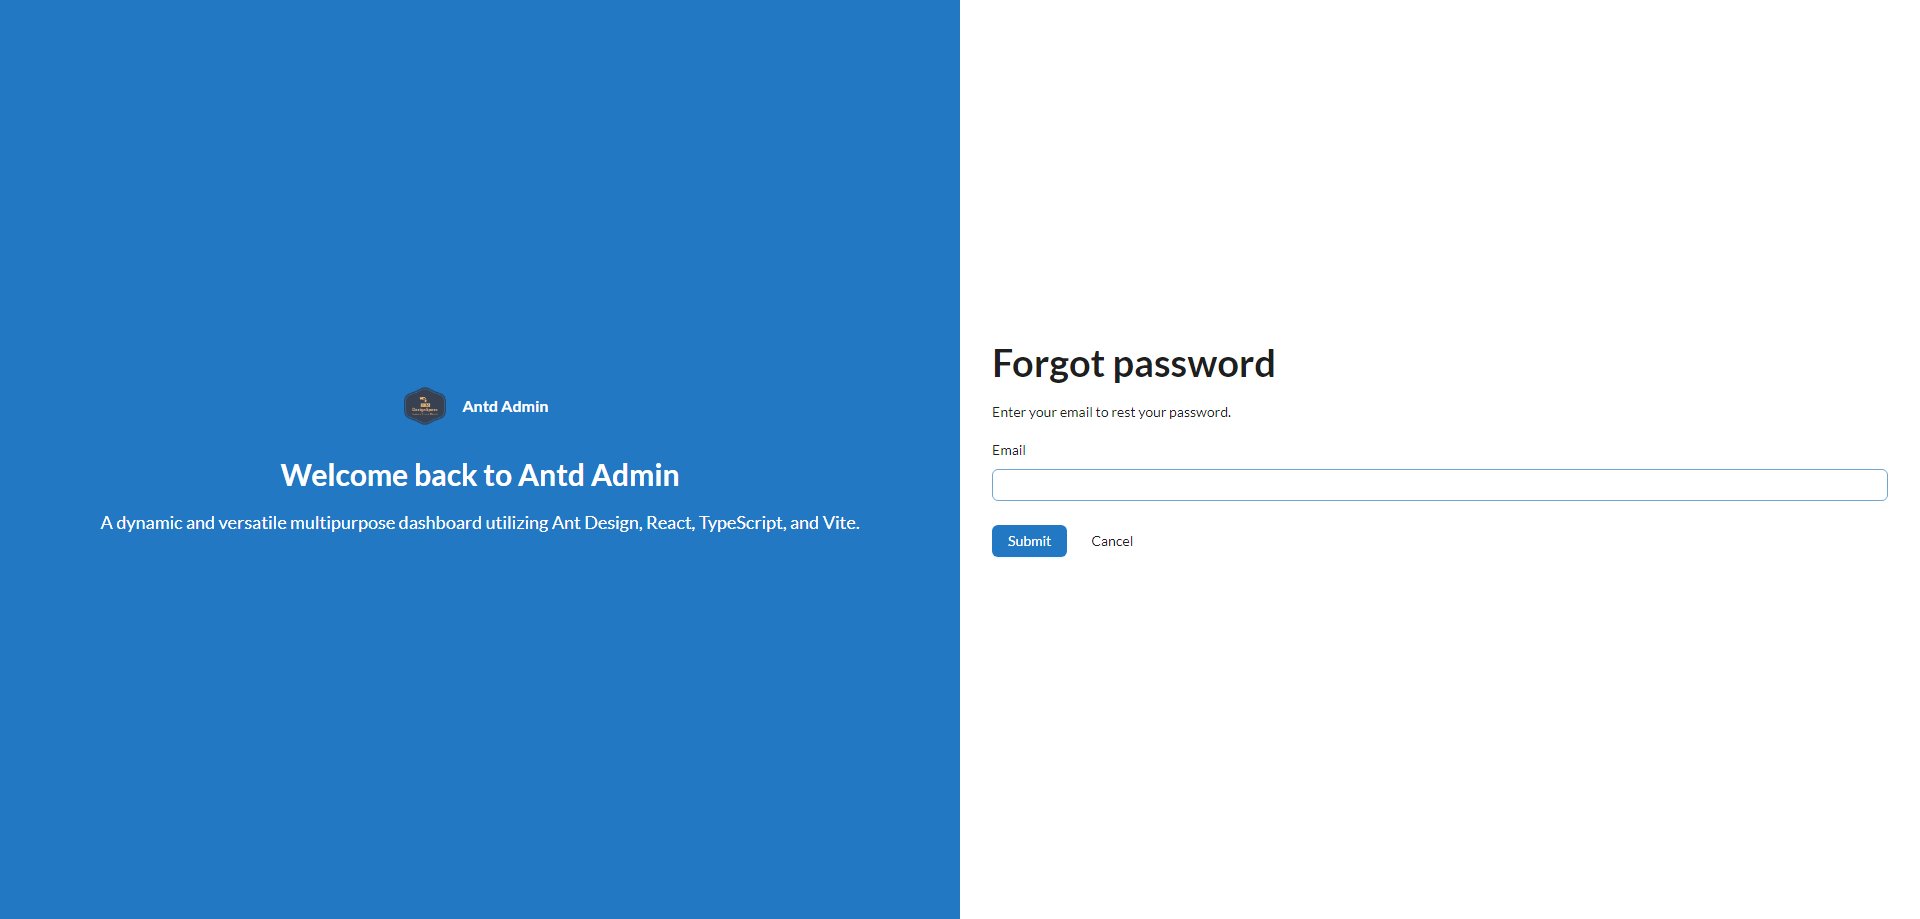 Antd Admin
Welcome back to Antd Admin
A dynamic and versatile multipurpose dashboard utilizing Ant Design, React, TypeScript, and Vite.
Forgot password
Enter your email to rest your password.
Email
Submit Cancel